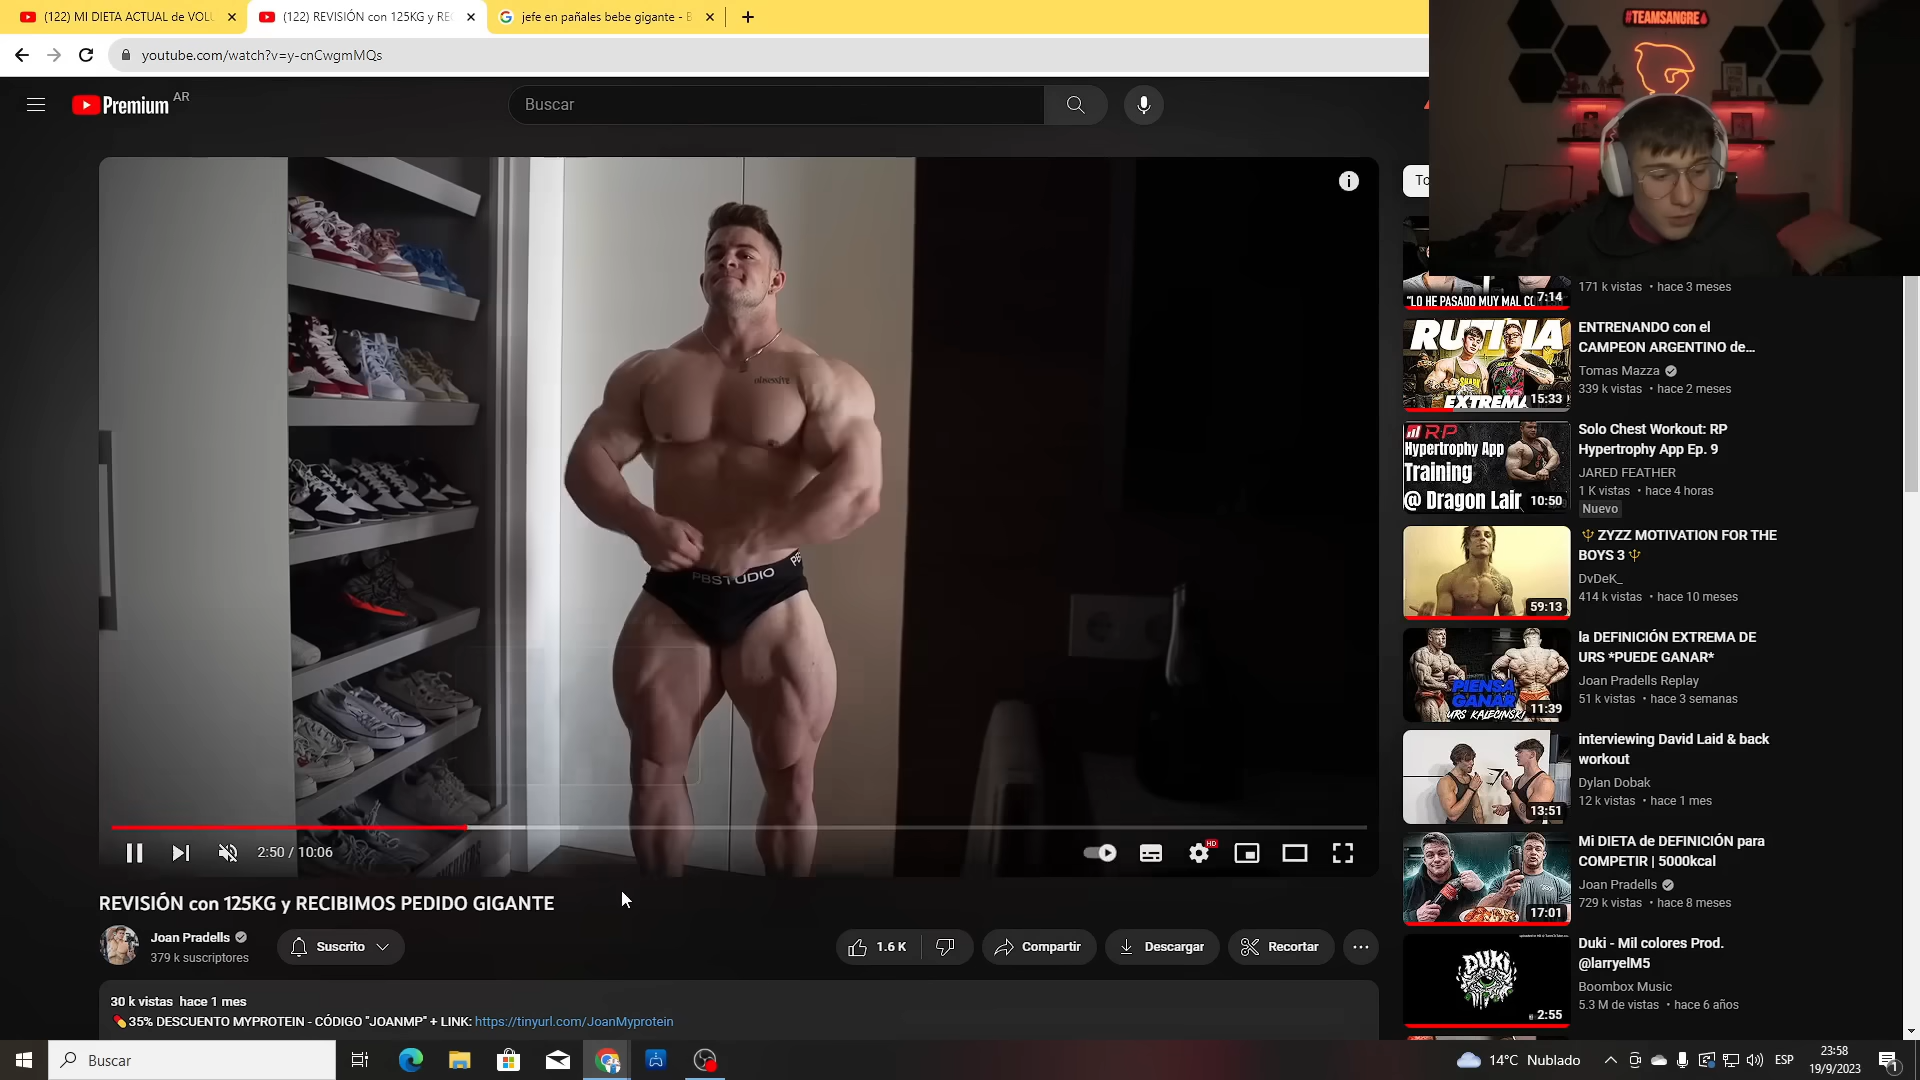 (122) MI DIETA ACTUAL de VOLU
(122) REVISIÓN con 125KG y REC
jefe en pañales bebe gigante - B
youtube.com/watch?v=y-cnCwgmMQs
Premium AR
Buscar
#TEAMSANGRE
obsessive
PBSTUDIO
2:50 / 10:06
HD
REVISIÓN con 125KG y RECIBIMOS PEDIDO GIGANTE
Joan Pradells
379 k suscriptores
Suscrito
1.6 K
Compartir
Descargar
Recortar
30 k vistas hace 1 mes
35% DESCUENTO MYPROTEIN - CÓDIGO "JOANMP" + LINK: https://tinyurl.com/JoanMyprotein
To
"LO HE PASADO MUY MAL CO
7:14
171 k vistas • hace 3 meses
RUTINA
EXTREMA
15:33
ENTRENANDO con el
CAMPEON ARGENTINO de...
Tomas Mazza
339 k vistas • hace 2 meses
RP
Hypertrophy App
Training
@ Dragon Lair
10:50
Solo Chest Workout: RP
Hypertrophy App Ep. 9
JARED FEATHER
1 K vistas • hace 4 horas
Nuevo
59:13
ZYZZ MOTIVATION FOR THE
BOYS 3
DvDeK_
414 k vistas • hace 10 meses
PIENSA
GANAR
URS KALECINSKI
11:39
la DEFINICIÓN EXTREMA DE
URS *PUEDE GANAR*
Joan Pradells Replay
51 k vistas • hace 3 semanas
13:51
interviewing David Laid & back
workout
Dylan Dobak
12 k vistas • hace 1 mes
17:01
Mi DIETA de DEFINICIÓN para
COMPETIR | 5000kcal
Joan Pradells
729 k vistas • hace 8 meses
DUKI
2:55
Duki - Mil colores Prod.
@larryelM5
Boombox Music
5.3 M de vistas • hace 6 años
Buscar
14°C Nublado
ESP
23:58
19/9/2023
1